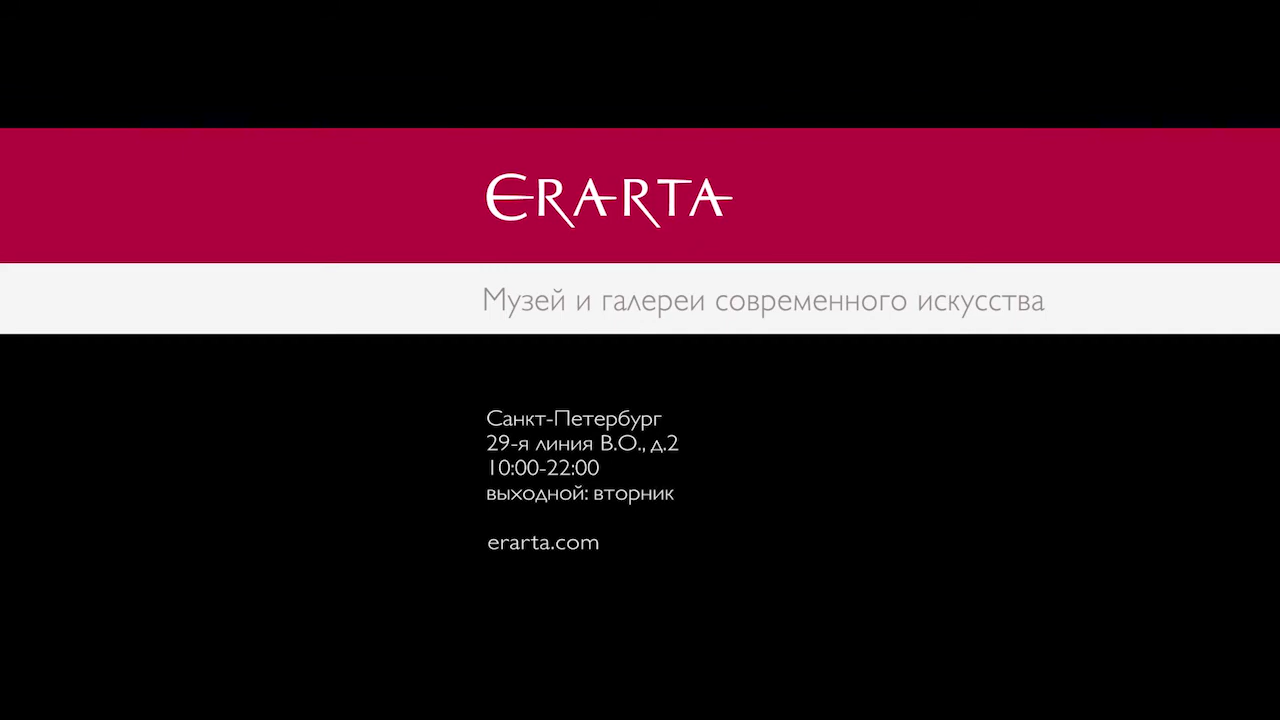 ERARTA
Музей и галереи современного искусства
Санкт-Петербург
29-я линия В.О., д.2
10:00-22:00
выходной: вторник
erarta.com